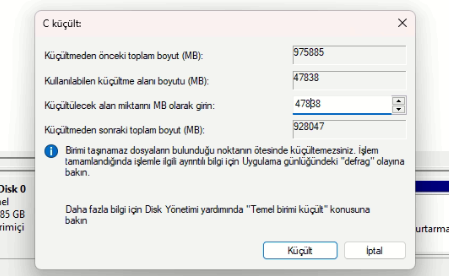 C küçült:
Küçültmeden önceki toplam boyut (MB):
975885
Kullanılabilen küçültme alanı boyutu (MB):
47838
Küçültülecek alan miktarını MB olarak girin:
47838
Küçültmeden sonraki toplam boyut (MB):
928047
Birimi taşınamaz dosyaların bulunduğu noktanın ötesinde küçültemezsiniz. İşlem
tamamlandığında işlemle ilgili ayrıntılı bilgi için Uygulama günlüğündeki "defrag" olayına
bakın.
Daha fazla bilgi için Disk Yönetimi yardımında "Temel birimi küçült" konusuna
bakın
Küçült
İptal
Disk 0
nel
85 GB
rimiçi
urtarma